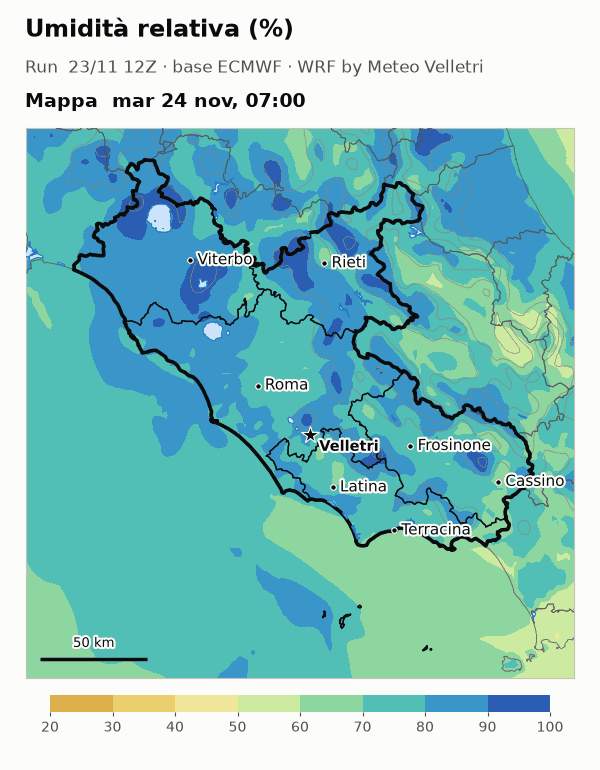 Umidità relativa (%)
Run  23/11 12Z · base ECMWF · WRF by Meteo Velletri
Mappa  mar 24 nov, 07:00
Viterbo
Rieti
Roma
Velletri
Frosinone
Latina
Cassino
Terracina
50 km
20 30 40 50 60 70 80 90 100